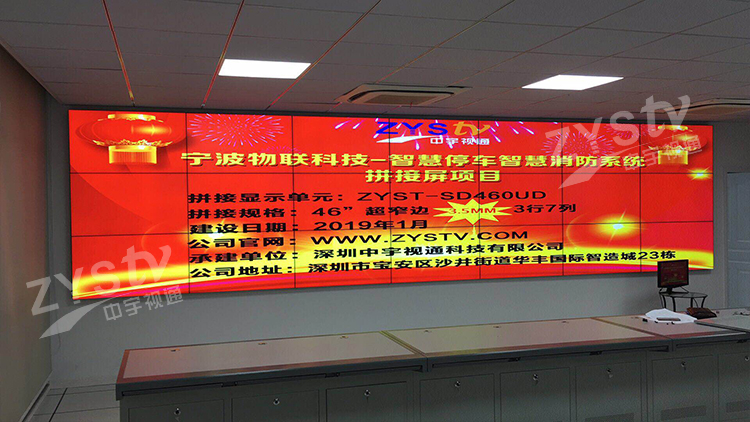 ZYStv
中宇视通
宁波物联科技-智慧停车智慧消防系统
拼接屏项目
拼接显示单元：ZYST-SD460UD
拼接规格：46”超窄边 3.5MM 3行7列
建设日期：2019年1月
公司官网：WWW.ZYSTV.COM
承建单位：深圳中宇视通科技有限公司
公司地址：深圳市宝安区沙井街道华丰国际智造城23栋
ZYStv
ZYStv
ZYStv
中宇视通